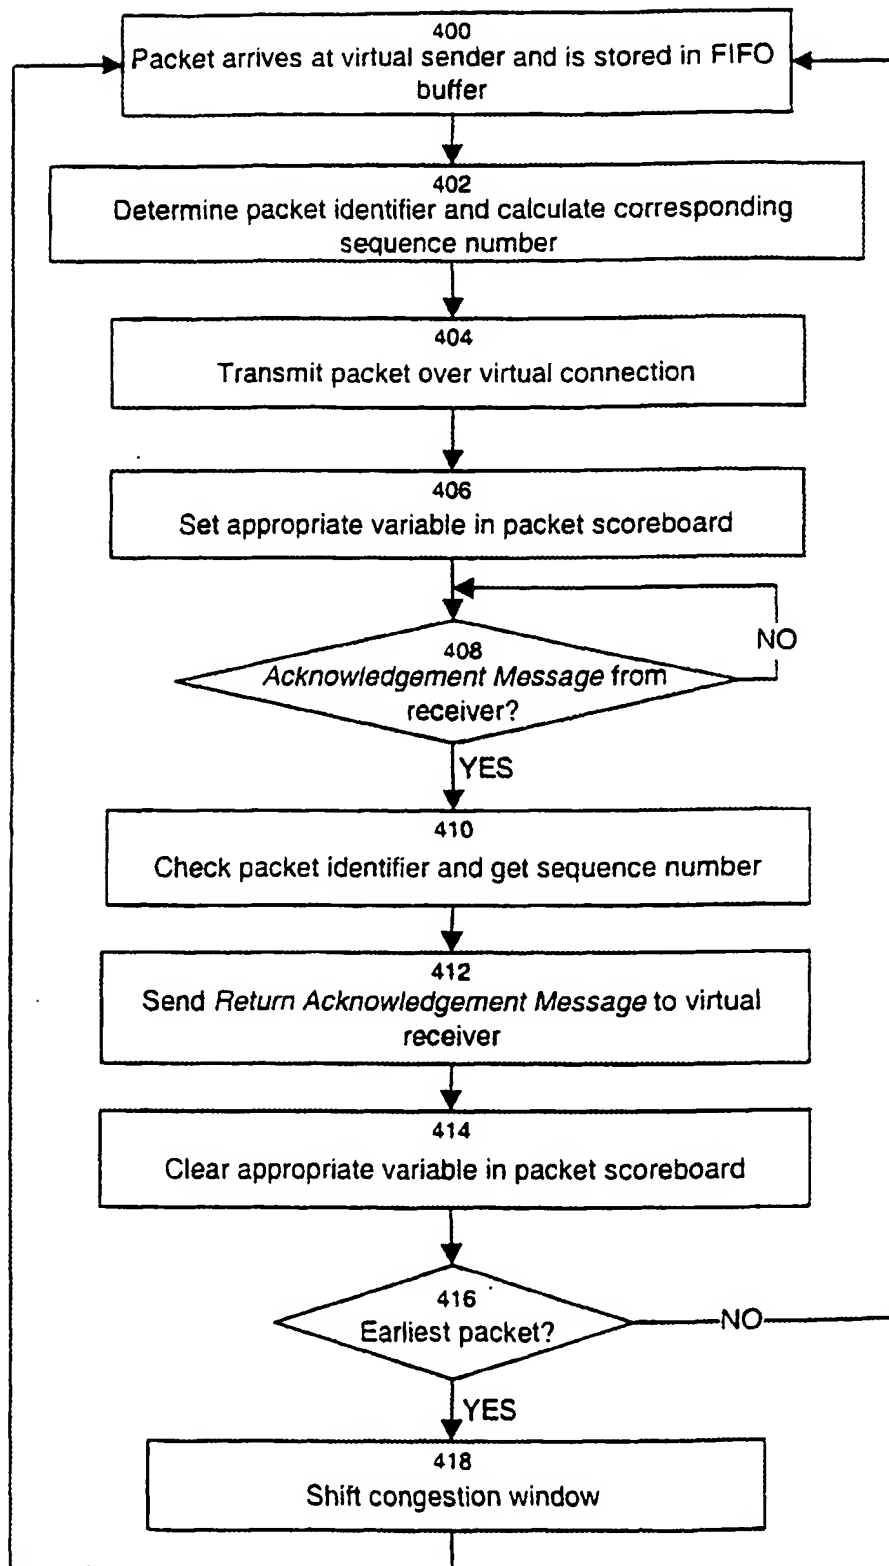 400
Packet arrives at virtual sender and is stored in FIFO
buffer
402
Determine packet identifier and calculate corresponding
sequence number
404
Transmit packet over virtual connection
406
Set appropriate variable in packet scoreboard
408
Acknowledgement Message from
receiver?
NO
YES
410
Check packet identifier and get sequence number
412
Send Return Acknowledgement Message to virtual
receiver
414
Clear appropriate variable in packet scoreboard
416
Earliest packet?
NO
YES
418
Shift congestion window